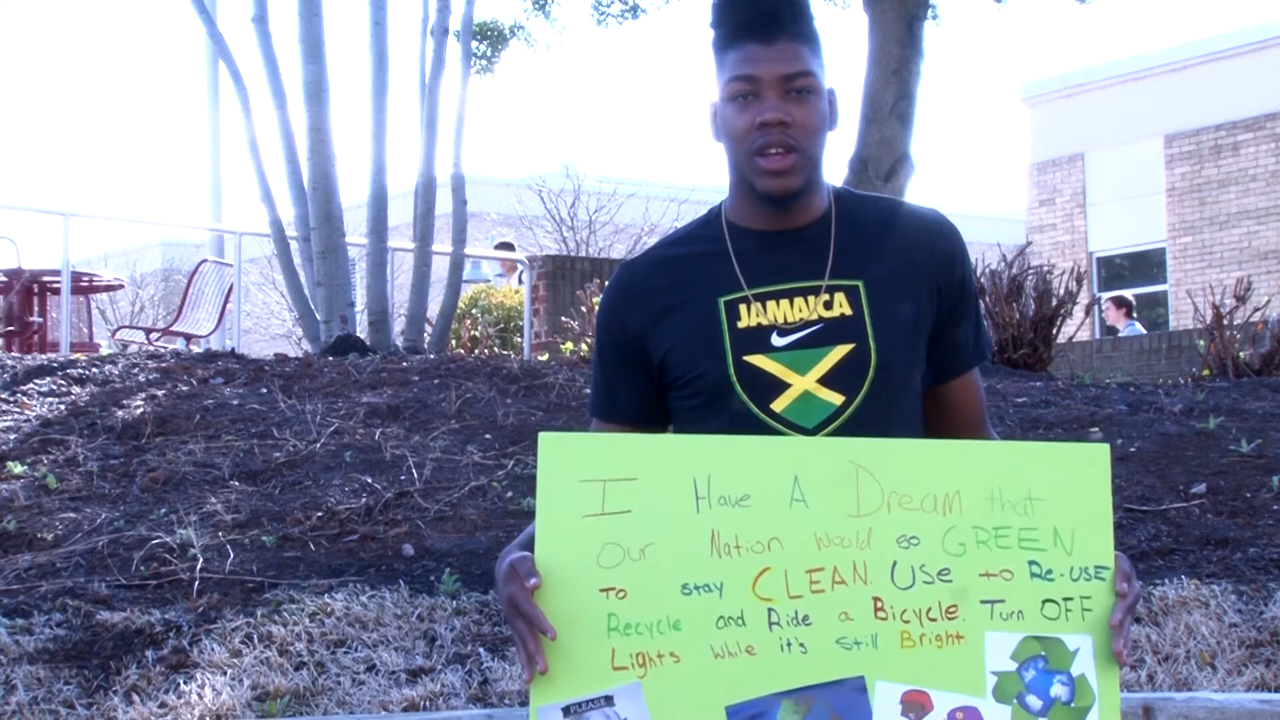 JAMAICA
I Have A Dream that
Our Nation would go GREEN
To stay CLEAN. Use to Re-USE
Recycle and Ride a Bicycle. Turn OFF
Lights While it's Still Bright.
PLEASE